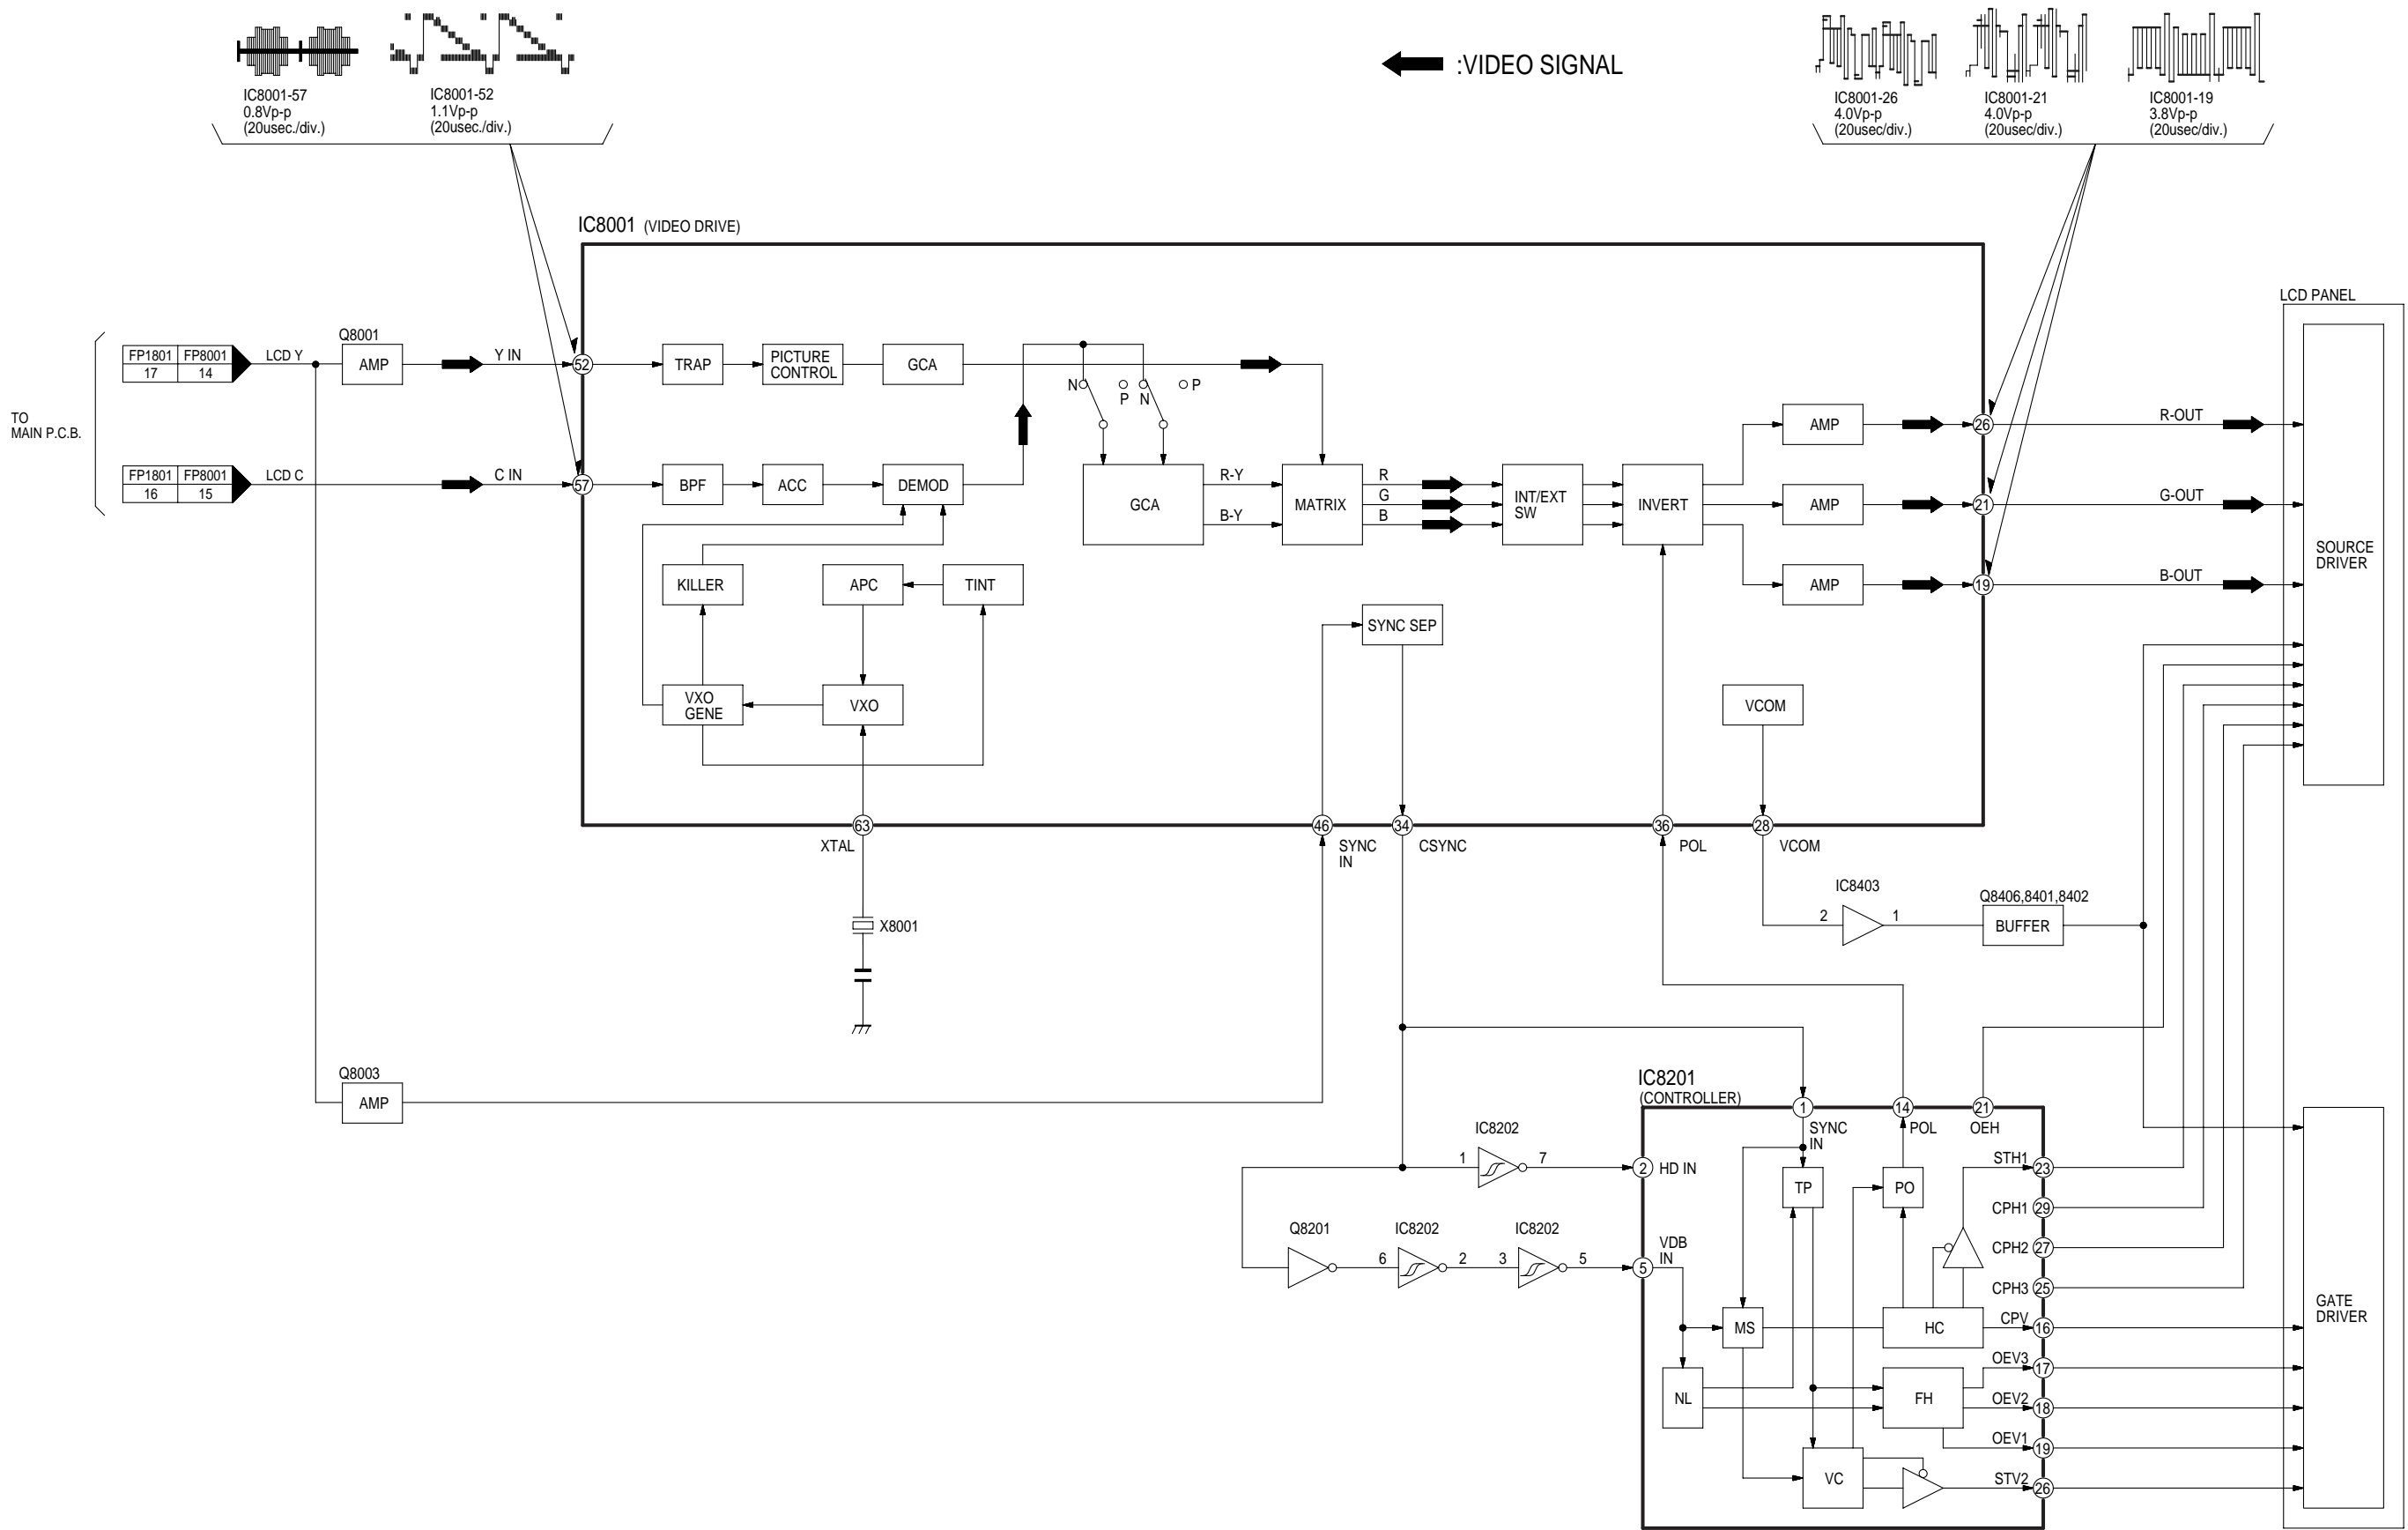 IC8001-57
0.8Vp-p
(20usec./div.)
IC8001-52
1.1Vp-p
(20usec./div.)
:VIDEO SIGNAL
IC8001-26
4.0Vp-p
(20usec/div.)
IC8001-21
4.0Vp-p
(20usec/div.)
IC8001-19
3.8Vp-p
(20usec/div.)
IC8001 (VIDEO DRIVE)
LCD PANEL
TO
MAIN P.C.B.
FP1801 FP8001
17 14
LCD Y
Q8001
AMP
Y IN
52
TRAP
PICTURE
CONTROL
GCA
N
P
N
P
FP1801 FP8001
16 15
LCD C
C IN
57
BPF
ACC
DEMOD
GCA
R-Y
B-Y
MATRIX
R
G
B
INT/EXT
SW
INVERT
AMP
26
R-OUT
AMP
21
G-OUT
AMP
19
B-OUT
SOURCE
DRIVER
KILLER
APC
TINT
SYNC SEP
VXO
GENE
VXO
VCOM
63
XTAL
46
SYNC
IN
34
CSYNC
36
POL
28
VCOM
X8001
IC8403
2
1
Q8406,8401,8402
BUFFER
Q8003
AMP
IC8201
(CONTROLLER)
1
SYNC
IN
14
POL
21
OEH
IC8202
1
7
2
HD IN
Q8201
IC8202
6
2
IC8202
3
5
5
VDB
IN
TP
PO
MS
HC
NL
FH
VC
STH1
23
CPH1
29
CPH2
27
CPH3
25
CPV
16
OEV3
17
OEV2
18
OEV1
19
STV2
26
GATE
DRIVER